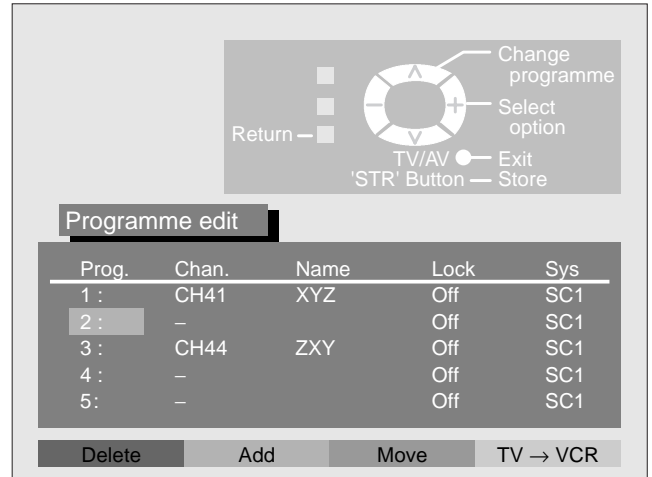 Change
programme
Select
option
Return
TV/AV Exit
'STR' Button Store
Programme edit
Prog. Chan. Name Lock Sys
1 : CH41 XYZ Off SC1
2 : – Off SC1
3 : CH44 ZXY Off SC1
4 : – Off SC1
5: – Off SC1
Delete Add Move TV → VCR